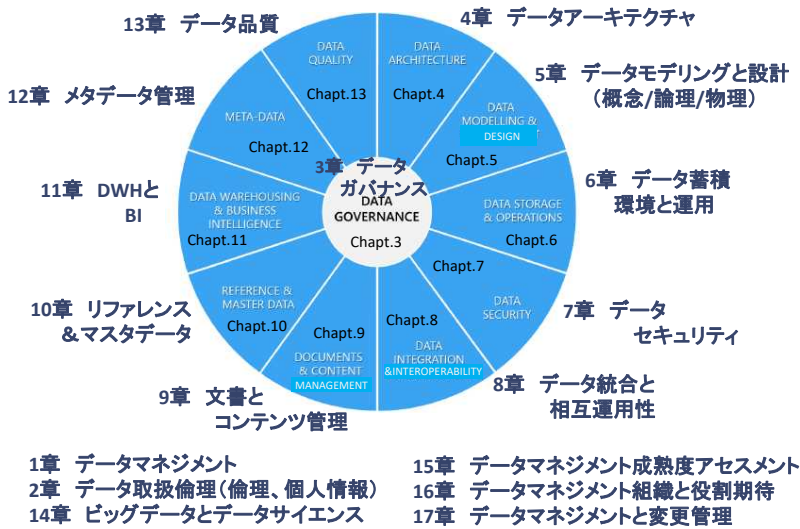 13章 データ品質
4章 データアーキテクチャ
DATA
QUALITY
Chapt.13
DATA
ARCHITECTURE
Chapt.4
5章 データモデリングと設計
（概念/論理/物理）
12章 メタデータ管理
META-DATA
Chapt.12
DATA
MODELLING &
DESIGN
Chapt.5
3章 データ
ガバナンス
DATA
GOVERNANCE
Chapt.3
11章 DWHと
BI
DATA WAREHOUSING
& BUSINESS
INTELLIGENCE
Chapt.11
DATA STORAGE
& OPERATIONS
Chapt.6
6章 データ蓄積
環境と運用
Chapt.7
DATA
SECURITY
7章 データ
セキュリティ
10章 リファレンス
＆マスタデータ
REFERENCE &
MASTER DATA
Chapt.10
Chapt.9
DOCUMENTS
& CONTENT
MANAGEMENT
Chapt.8
DATA
INTEGRATION
&INTEROPERABILITY
9章 文書と
コンテンツ管理
8章 データ統合と
相互運用性
1章 データマネジメント
2章 データ取扱倫理（倫理、個人情報）
14章 ビッグデータとデータサイエンス
15章 データマネジメント成熟度アセスメント
16章 データマネジメント組織と役割期待
17章 データマネジメントと変更管理